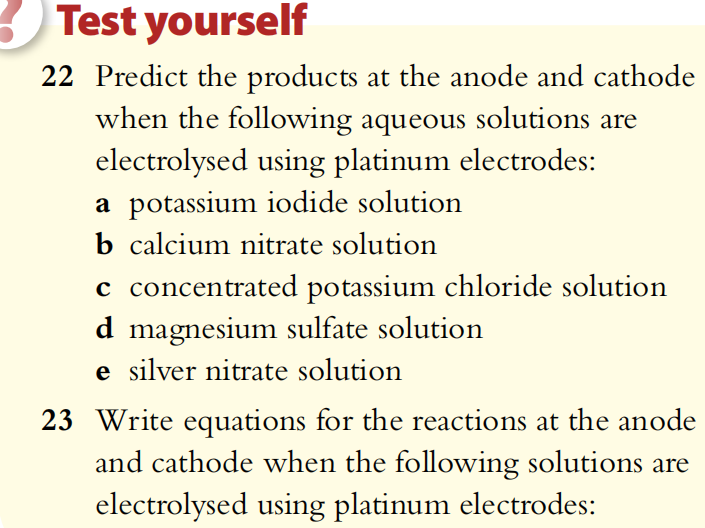 ?
Test yourself
22 Predict the products at the anode and cathode
when the following aqueous solutions are
electrolysed using platinum electrodes:
a potassium iodide solution
b calcium nitrate solution
c concentrated potassium chloride solution
d magnesium sulfate solution
e silver nitrate solution
23 Write equations for the reactions at the anode
and cathode when the following solutions are
electrolysed using platinum electrodes: